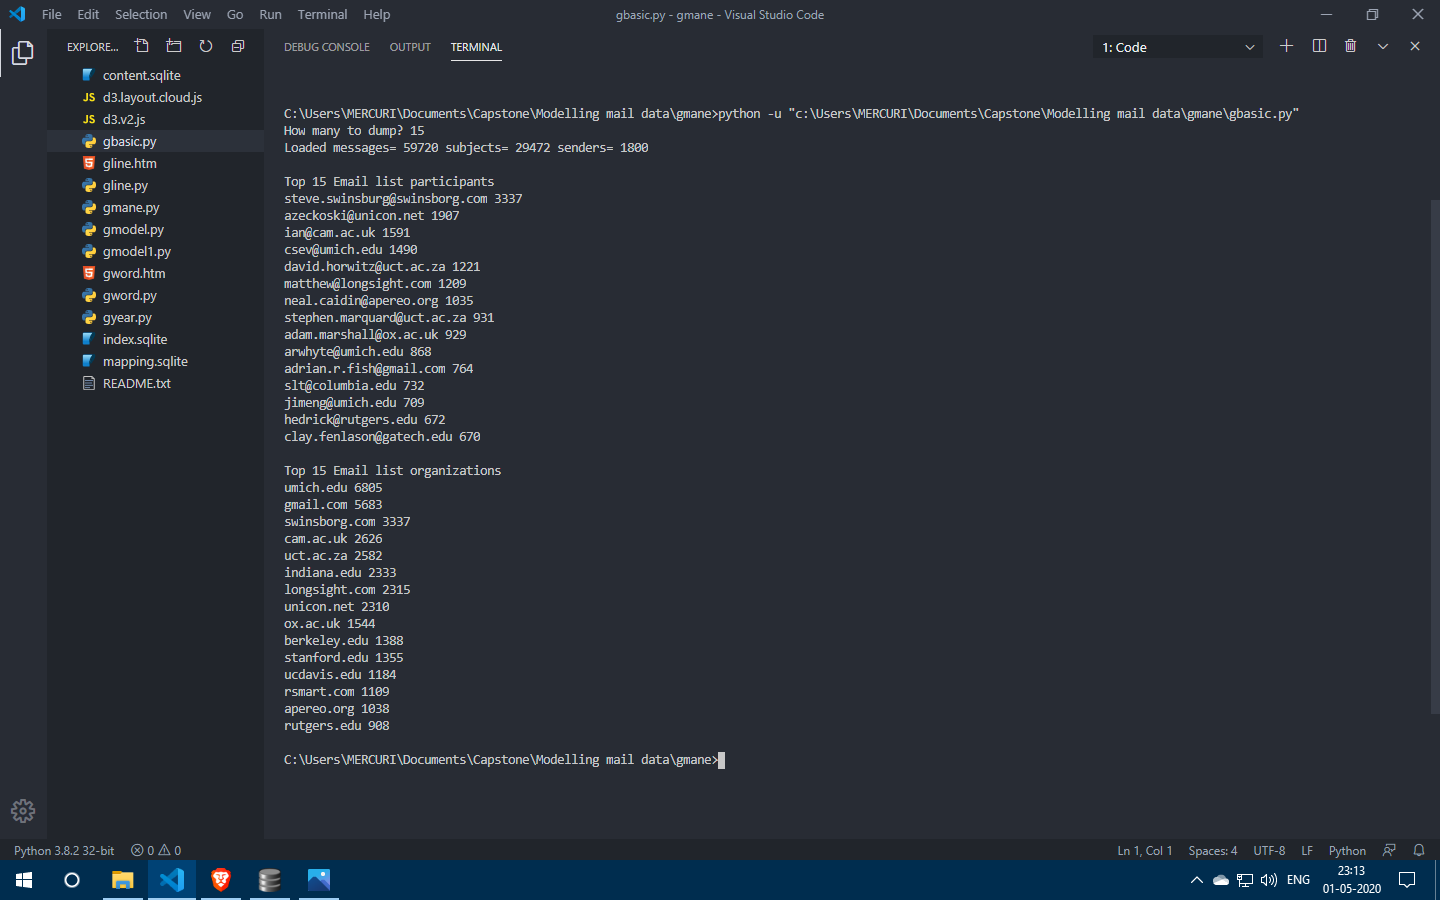 File Edit Selection View Go Run Terminal Help
gbasic.py - gmane - Visual Studio Code
EXPLORE...
content.sqlite
JS d3.layout.cloud.js
JS d3.v2.js
gbasic.py
5 gline.htm
gline.py
gmane.py
gmodel.py
gmodel1.py
5 gword.htm
gword.py
gyear.py
index.sqlite
mapping.sqlite
README.txt
DEBUG CONSOLE OUTPUT TERMINAL
1: Code
C:\Users\MERCURI\Documents\Capstone\Modelling mail data\gmane>python -u "c:\Users\MERCURI\Documents\Capstone\Modelling mail data\gmane\gbasic.py"
How many to dump? 15
Loaded messages= 59720 subjects= 29472 senders= 1800
Top 15 Email list participants
steve.swinsburg@swinsborg.com 3337
azeckoski@unicon.net 1907
ian@cam.ac.uk 1591
csev@umich.edu 1490
david.horwitz@uct.ac.za 1221
matthew@longsight.com 1209
neal.caidin@apereo.org 1035
stephen.marquard@uct.ac.za 931
adam.marshall@ox.ac.uk 929
arwhyte@umich.edu 868
adrian.r.fish@gmail.com 764
slt@columbia.edu 732
jimeng@umich.edu 709
hedrick@rutgers.edu 672
clay.fenlason@gatech.edu 670
Top 15 Email list organizations
umich.edu 6805
gmail.com 5683
swinsborg.com 3337
cam.ac.uk 2626
uct.ac.za 2582
indiana.edu 2333
longsight.com 2315
unicon.net 2310
ox.ac.uk 1544
berkeley.edu 1388
stanford.edu 1355
ucdavis.edu 1184
rsmart.com 1109
apereo.org 1038
rutgers.edu 908
C:\Users\MERCURI\Documents\Capstone\Modelling mail data\gmane>
Python 3.8.2 32-bit 0 0
Ln 1, Col 1 Spaces: 4 UTF-8 LF Python
ENG
23:13
01-05-2020